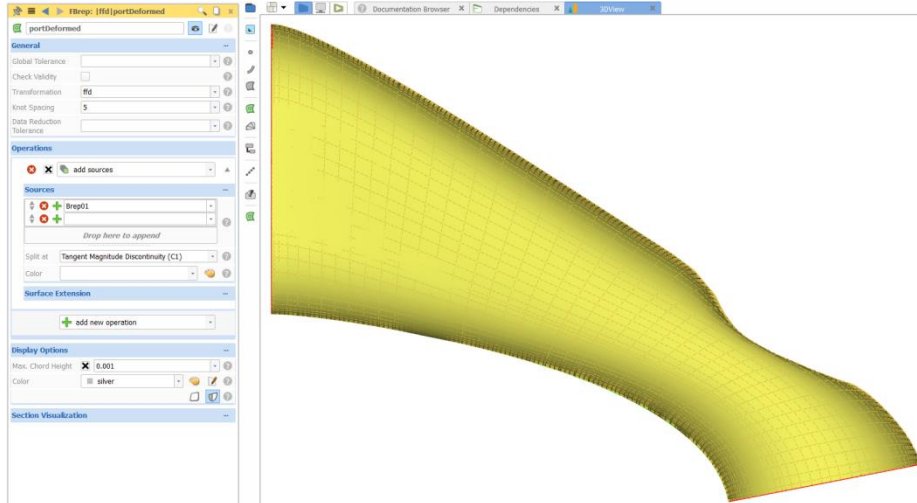 FBrep: |ffd|portDeformed
Documentation Browser
Dependencies
3DView
portDeformed
General
Global Tolerance
Check Validity
Transformation ffd
Knot Spacing 5
Data Reduction
Tolerance
Operations
add sources
Sources
Brep01
Drop here to append
Split at Tangent Magnitude Discontinuity (C1)
Color
Surface Extension
add new operation
Display Options
Max. Chord Height 0.001
Color silver
Section Visualization